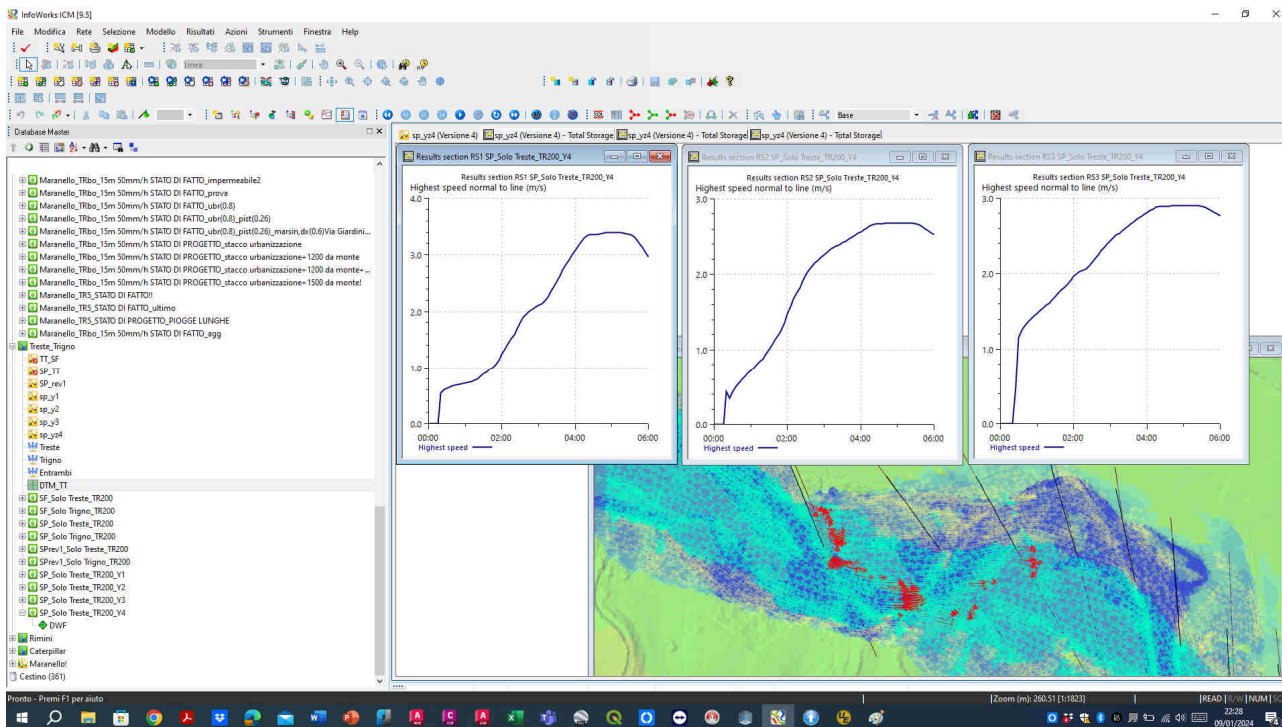 InfoWorks ICM [9.5]
File Modifica Rete Selezione Modello Risultati Azioni Strumenti Finestra Help
Linea
Base
Database Master
sp_yz4 (Versione 4) sp_yz4 (Versione 4) - Total Storage sp_yz4 (Versione 4) - Total Storage sp_yz4 (Versione 4) - Total Storage
Maranello_TRbo_15m 50mm/h STATO DI FATTO_impermeabile2
Maranello_TRbo_15m 50mm/h STATO DI FATTO_prova
Maranello_TRbo_15m 50mm/h STATO DI FATTO_ubr(0.8)
Maranello_TRbo_15m 50mm/h STATO DI FATTO_ubr(0.8)_pist(0.26)
Maranello_TRbo_15m 50mm/h STATO DI FATTO_ubr(0.8)_pist(0.26)_marsin,dx(0.6)Via Giardini...
Maranello_TRbo_15m 50mm/h STATO DI PROGETTO_stacco urbanizzazione
Maranello_TRbo_15m 50mm/h STATO DI PROGETTO_stacco urbanizzazione+1200 da monte
Maranello_TRbo_15m 50mm/h STATO DI PROGETTO_stacco urbanizzazione+1200 da monte+...
Maranello_TRbo_15m 50mm/h STATO DI PROGETTO_stacco urbanizzazione+1500 da monte!
Maranello_TR5_STATO DI FATTO!!
Maranello_TR5_STATO DI FATTO_ultimo
Maranello_TR5_STATO DI PROGETTO_PIOGGE LUNGHE
Maranello_TRbo_15m 50mm/h STATO DI FATTO_agg
Treste_Trigno
TT_SF
SP_TT
SP_rev1
sp_y1
sp_y2
sp_y3
sp_yz4
Treste
Trigno
Entrambi
DTM_TT
SF_Solo Treste_TR200
SF_Solo Trigno_TR200
SP_Solo Treste_TR200
SP_Solo Trigno_TR200
SPrev1_Solo Treste_TR200
SPrev1_Solo Trigno_TR200
SP_Solo Treste_TR200_Y1
SP_Solo Treste_TR200_Y2
SP_Solo Treste_TR200_Y3
SP_Solo Treste_TR200_Y4
DWF
Rimini
Caterpillar
Maranello!
Cestino (361)
Results section RS1 SP_Solo Treste_TR200_Y4
Results section RS1 SP_Solo Treste_TR200_Y4
Highest speed normal to line (m/s)
4.0
3.0
2.0
1.0
0.0
00:00 02:00 04:00 06:00
Highest speed
Results section RS2 SP_Solo Treste_TR200_Y4
Results section RS2 SP_Solo Treste_TR200_Y4
Highest speed normal to line (m/s)
3.0
2.0
1.0
0.0
00:00 02:00 04:00 06:00
Highest speed
Results section RS3 SP_Solo Treste_TR200_Y4
Results section RS3 SP_Solo Treste_TR200_Y4
Highest speed normal to line (m/s)
3.0
2.0
1.0
0.0
00:00 02:00 04:00 06:00
Highest speed
Pronto - Premi F1 per aiuto
Zoom (m): 260.51 [1:1823] READ R/W NUM
22:28
09/01/2024